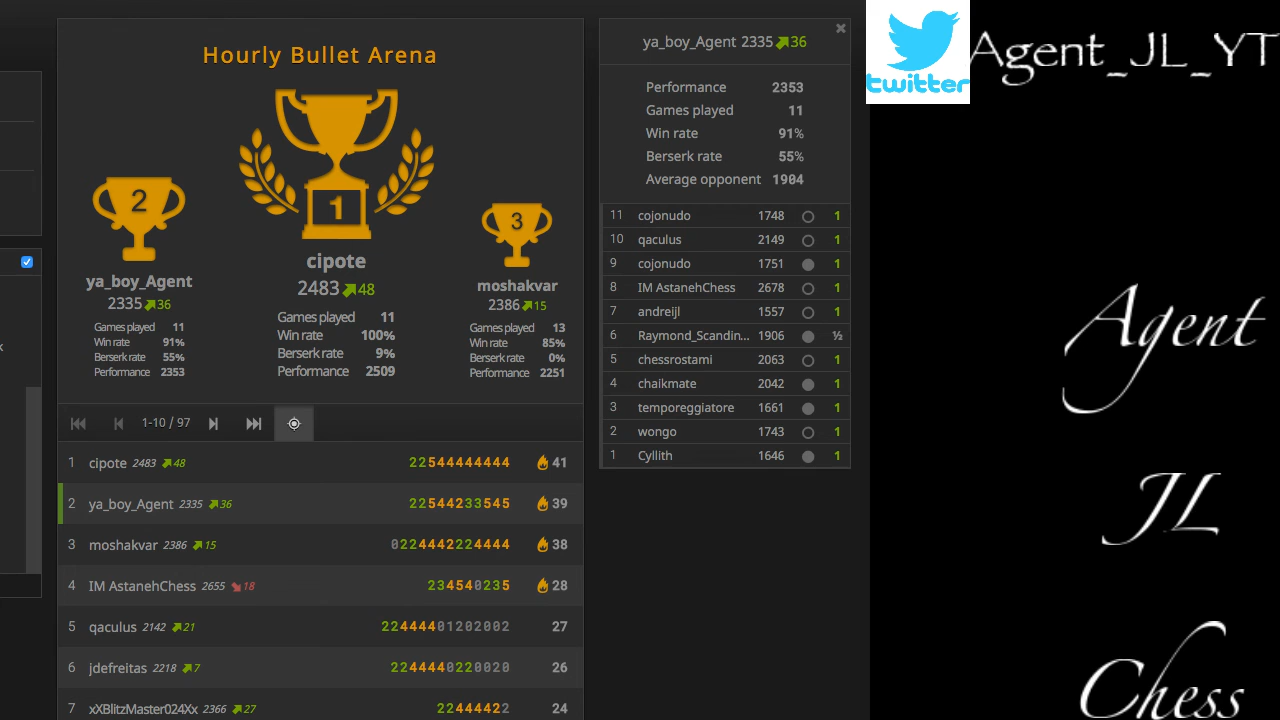 Hourly Bullet Arena
2
1
3
ya_boy_Agent
2335 36
Games played 11
Win rate 91%
Berserk rate 55%
Performance 2353
cipote
2483 48
Games played 11
Win rate 100%
Berserk rate 9%
Performance 2509
moshakvar
2386 15
Games played 13
Win rate 85%
Berserk rate 0%
Performance 2251
1-10 / 97
1 cipote 2483 48 22544444444 41
2 ya_boy_Agent 2335 36 22544233545 39
3 moshakvar 2386 15 0224442224444 38
4 IM AstanehChess 2655 18 234540235 28
5 qaculus 2142 21 22444401202002 27
6 jdefreitas 2218 7 2244440220020 26
7 xXBlitzMaster024Xx 2366 27 22444422 24
ya_boy_Agent 2335 36
Performance 2353
Games played 11
Win rate 91%
Berserk rate 55%
Average opponent 1904
11 cojonudo 1748 1
10 qaculus 2149 1
9 cojonudo 1751 1
8 IM AstanehChess 2678 1
7 andreijl 1557 1
6 Raymond_Scandin... 1906 ½
5 chessrostami 2063 1
4 chaikmate 2042 1
3 temporeggiatore 1661 1
2 wongo 1743 1
1 Cyllith 1646 1
twitter
Agent_JL_YT
Agent
JL
Chess